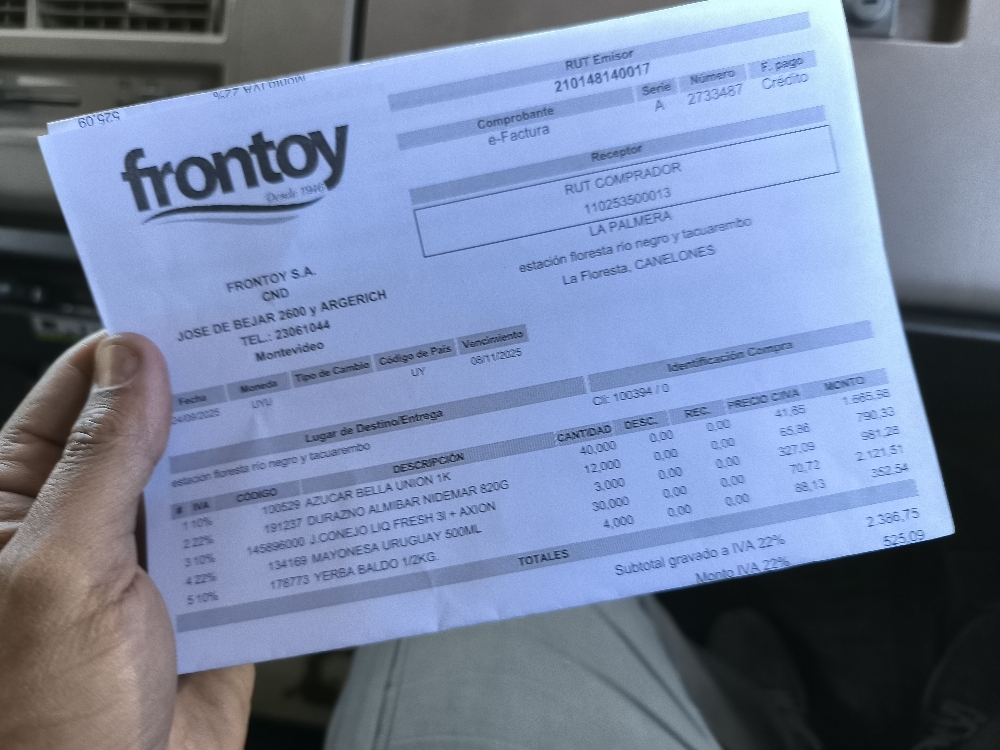 525,09
Monto IVA 22%
frontoy
Desde 1946
RUT Emisor
210148140017
Comprobante Serie Número F. pago
e-Factura A 2733487 Crédito
Receptor
RUT COMPRADOR
110253500013
LA PALMERA
estación floresta rio negro y tacuarembo
La Floresta, CANELONES
FRONTOY S.A.
CND
JOSE DE BEJAR 2600 y ARGERICH
TEL.: 23061044
Montevideo
Fecha Moneda Tipo de Cambio Código de País Vencimiento
24/09/2025 UYU UY 08/11/2025
Lugar de Destino/Entrega Identificación Compra
estacion floresta rio negro y tacuarembo Cli: 100394 / 0
# IVA CÓDIGO DESCRIPCIÓN CANTIDAD DESC. REC. PRECIO C/IVA MONTO
1 10% 100529 AZUCAR BELLA UNION 1K 40,000 0,00 0,00 41,65 1.665,98
2 22% 191237 DURAZNO ALMIBAR NIDEMAR 820G 12,000 0,00 0,00 65,86 790,33
3 10% 145896000 J.CONEJO LIQ FRESH 3l + AXION 3,000 0,00 0,00 327,09 981,28
4 22% 134169 MAYONESA URUGUAY 500ML 30,000 0,00 0,00 70,72 2.121,51
5 10% 178773 YERBA BALDO 1/2KG. 4,000 0,00 0,00 88,13 352,54
TOTALES
Subtotal gravado a IVA 22% 2.386,75
Monto IVA 22% 525,09